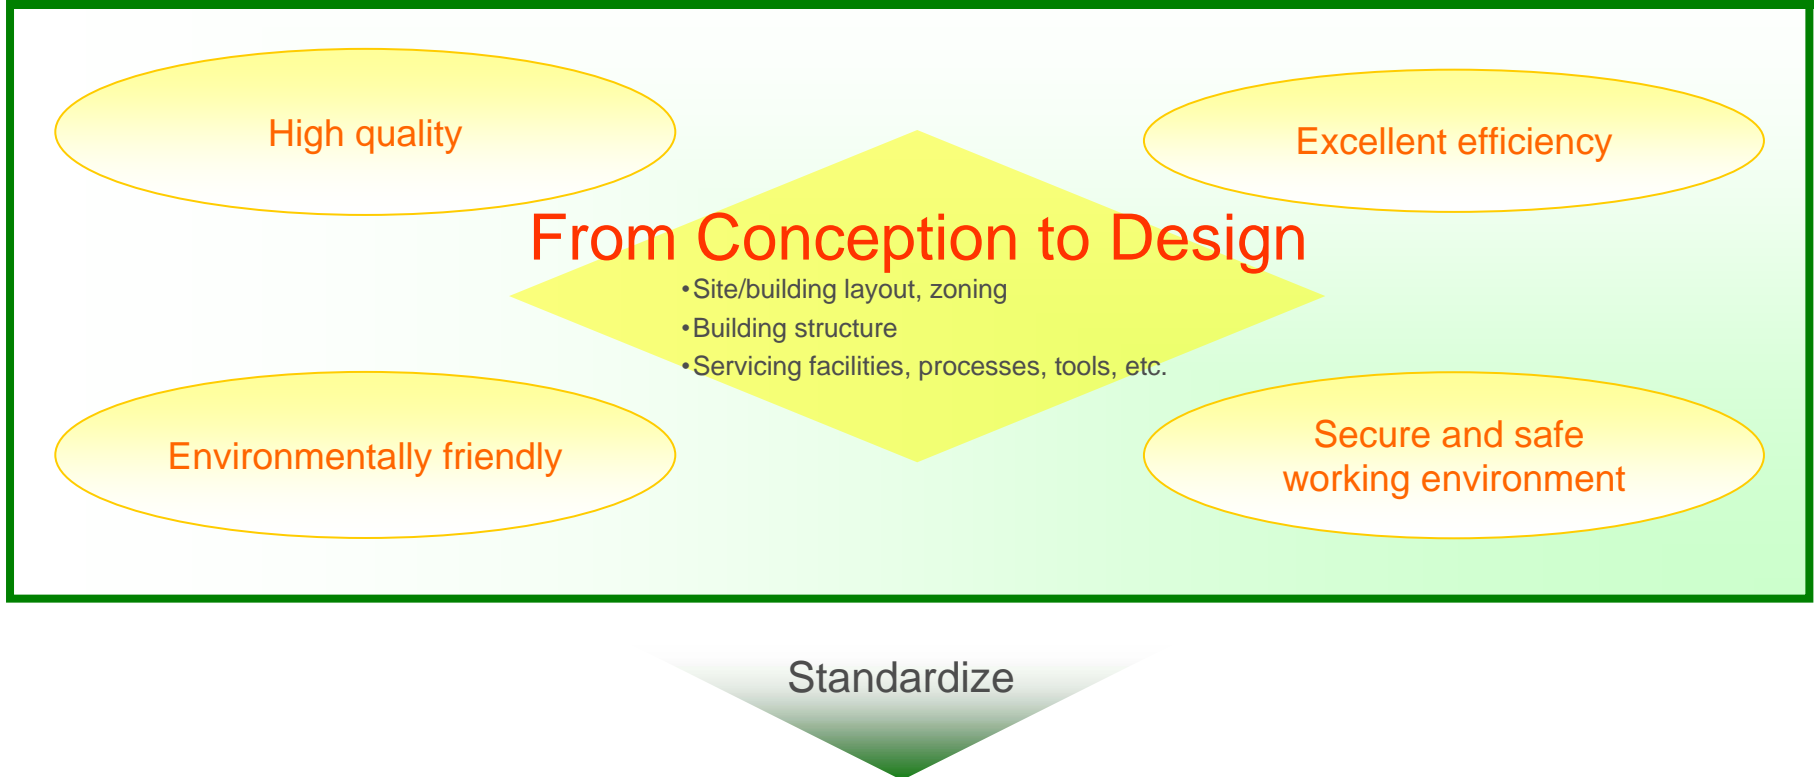 High quality
Excellent efficiency
From Conception to Design
•Site/building layout, zoning
•Building structure
•Servicing facilities, processes, tools, etc.
Environmentally friendly
Secure and safe
working environment
Standardize